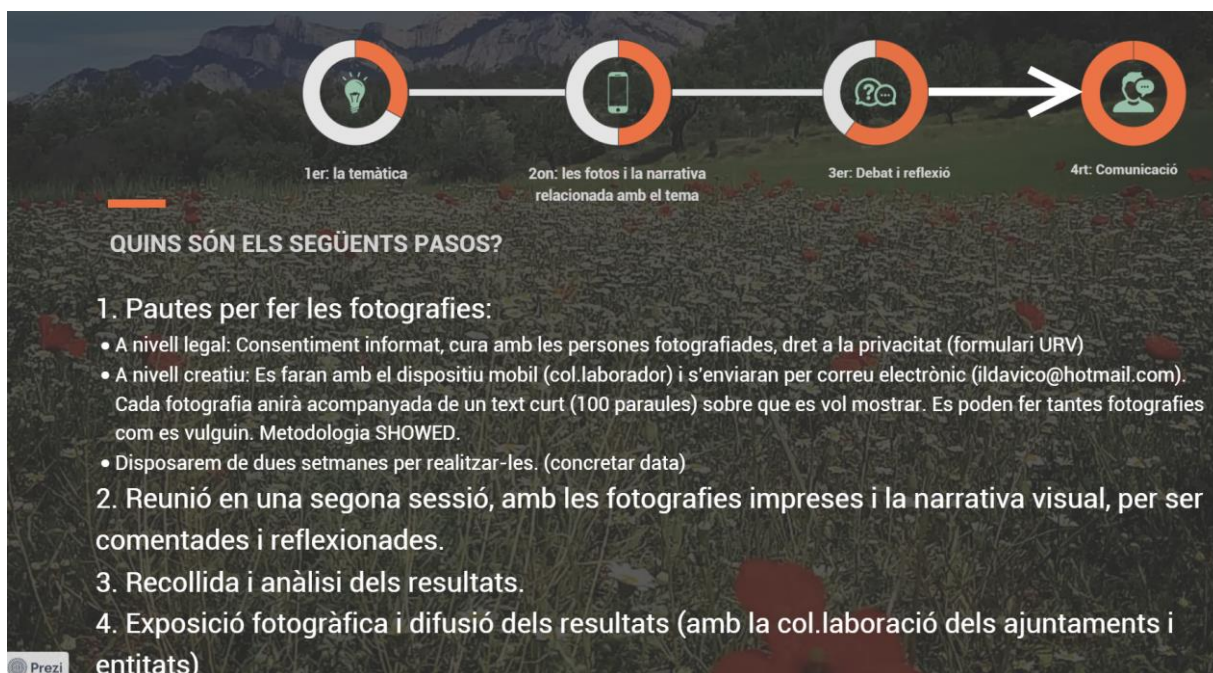 1er: la temàtica
2on: les fotos i la narrativa
relacionada amb el tema
3er: Debat i reflexió
4rt: Comunicació
QUINS SÓN ELS SEGÜENTS PASOS?
1. Pautes per fer les fotografies:
• A nivell legal: Consentiment informat, cura amb les persones fotografiades, dret a la privacitat (formulari URV)
• A nivell creatiu: Es faran amb el dispositiu mobil (col.laborador) i s'enviaran per correu electrònic (ildavico@hotmail.com).
Cada fotografia anirà acompanyada de un text curt (100 paraules) sobre que es vol mostrar. Es poden fer tantes fotografies
com es vulguin. Metodologia SHOWED.
• Disposarem de dues setmanes per realitzar-les. (concretar data)
2. Reunió en una segona sessió, amb les fotografies impreses i la narrativa visual, per ser
comentades i reflexionades.
3. Recollida i anàlisi dels resultats.
4. Exposició fotogràfica i difusió dels resultats (amb la col.laboració dels ajuntaments i
entitats)
Prezi